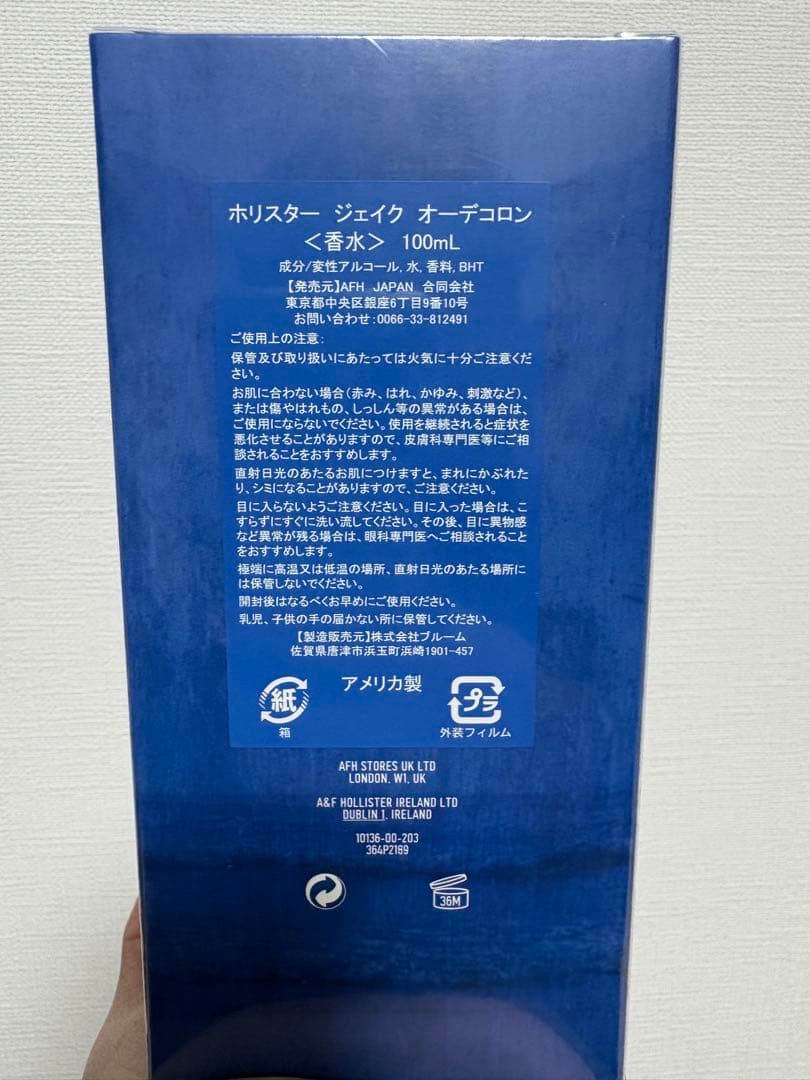 ホリスター ジェイク オーデコロン
＜香水＞ 100mL
成分/変性アルコール, 水, 香料, BHT
【発売元】AFH JAPAN 合同会社
東京都中央区銀座6丁目9番10号
お問い合わせ：0066-33-812491
ご使用上の注意：
保管及び取り扱いにあたっては火気に十分ご注意くだ
さい。
お肌に合わない場合（赤み、はれ、かゆみ、刺激など）、
または傷やはれもの、しっしん等の異常がある場合は、
ご使用にならないでください。使用を継続されると症状を
悪化させることがありますので、皮膚科専門医等にご相
談されることをおすすめします。
直射日光のあたるお肌につけますと、まれにかぶれた
り、シミになることがありますので、ご注意ください。
目に入らないようご注意ください。目に入った場合は、こ
すらずにすぐに洗い流してください。その後、目に異物感
など異常が残る場合は、眼科専門医へご相談されること
をおすすめします。
極端に高温又は低温の場所、直射日光のあたる場所に
は保管しないでください。
開封後はなるべくお早めにご使用ください。
乳児、子供の手の届かない所に保管してください。
【製造販売元】株式会社ブルーム
佐賀県唐津市浜玉町浜崎1901-457
アメリカ製
紙
箱
プラ
外装フィルム
AFH STORES UK LTD
LONDON. W1, UK
A&F HOLLISTER IRELAND LTD
DUBLIN 1. IRELAND
10136-00-203
364P2189
36M